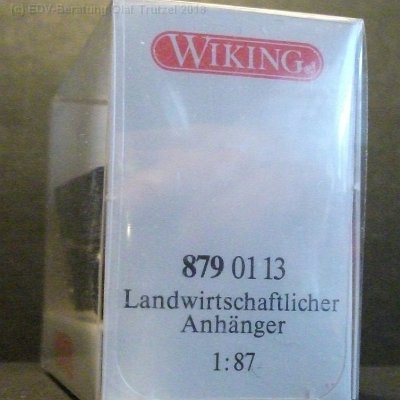 (c) EDV-Beratung Olaf Trutzel 2018
WIKING
879 01 13
Landwirtschaftlicher
Anhänger
1:87